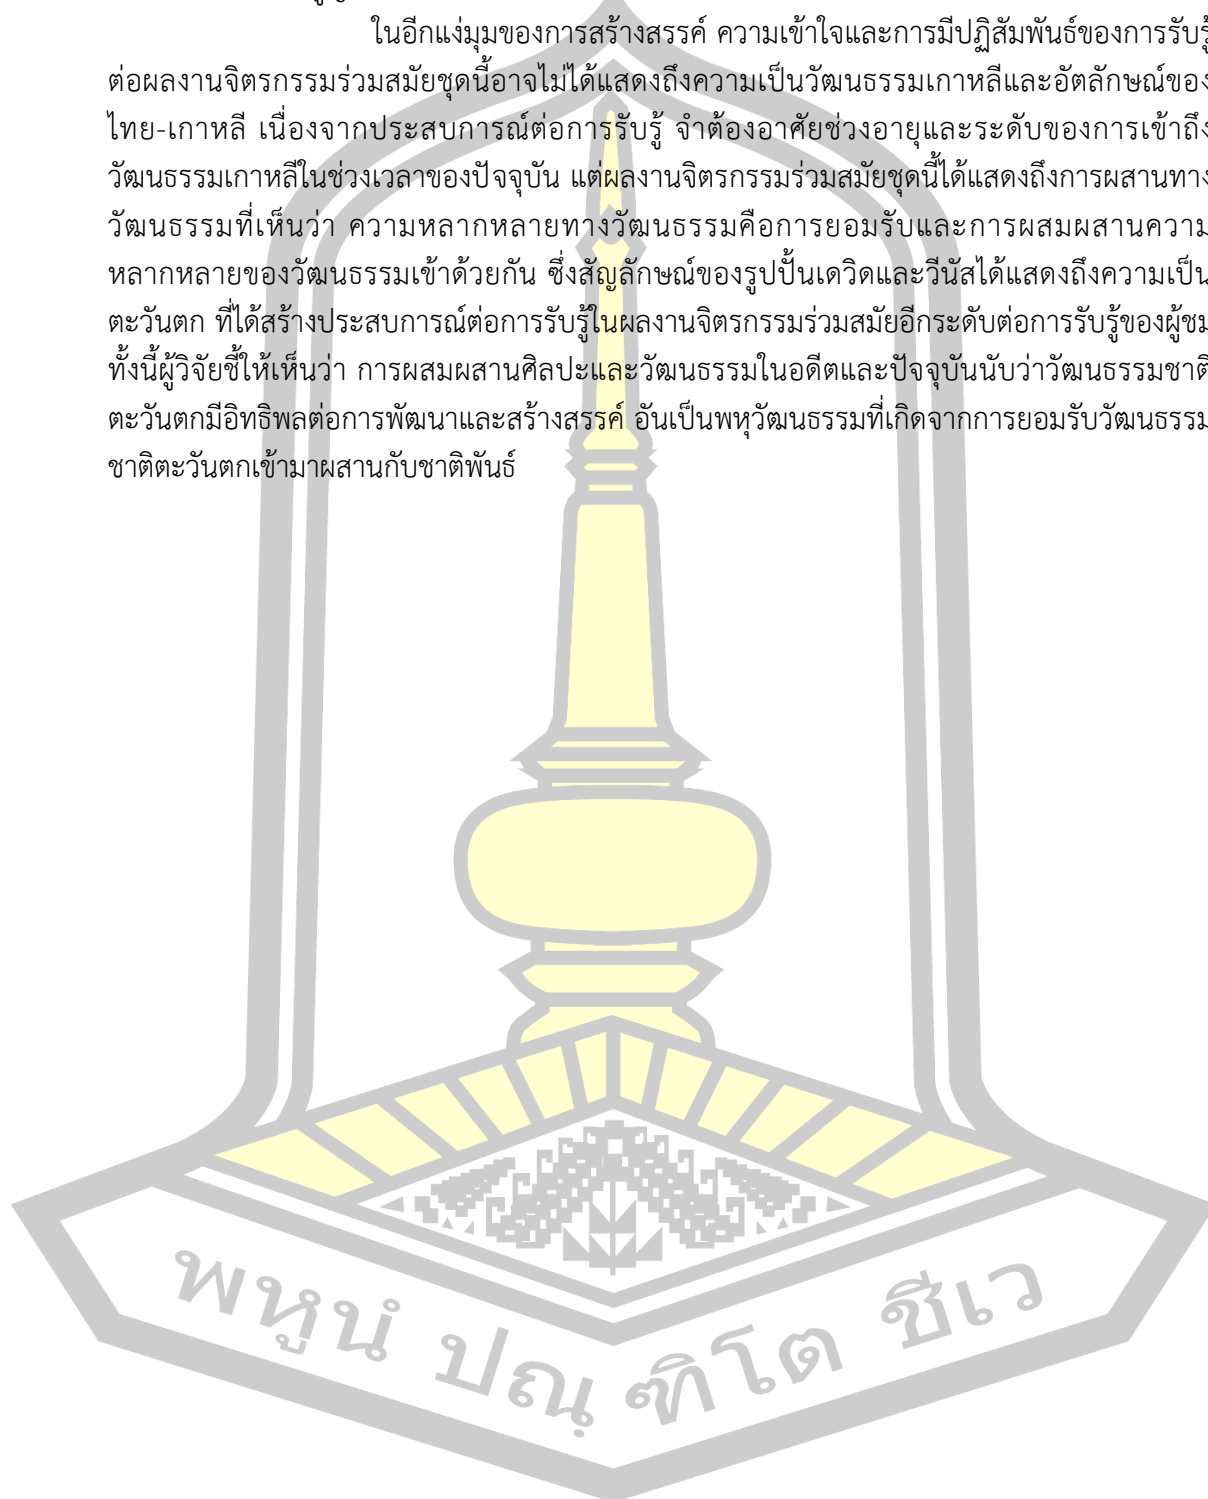 ในอีกแง่มุมของการสร้างสรรค์ ความเข้าใจและการมีปฏิสัมพันธ์ของการรับรู้
ต่อผลงานจิตรกรรมร่วมสมัยชุดนี้อาจไม่ได้แสดงถึงความเป็นวัฒนธรรมเกาหลีและอัตลักษณ์ของ
ไทย-เกาหลี เนื่องจากประสบการณ์ต่อการรับรู้ จำต้องอาศัยช่วงอายุและระดับของการเข้าถึง
วัฒนธรรมเกาหลีในช่วงเวลาของปัจจุบัน แต่ผลงานจิตรกรรมร่วมสมัยชุดนี้ได้แสดงถึงการผสานทาง
วัฒนธรรมที่เห็นว่า ความหลากหลายทางวัฒนธรรมคือการยอมรับและการผสมผสานความ
หลากหลายของวัฒนธรรมเข้าด้วยกัน ซึ่งสัญลักษณ์ของรูปปั้นเดวิดและวีนัสได้แสดงถึงความเป็น
ตะวันตก ที่ได้สร้างประสบการณ์ต่อการรับรู้ในผลงานจิตรกรรมร่วมสมัยอีกระดับต่อการรับรู้ของผู้ชม
ทั้งนี้ผู้วิจัยชี้ให้เห็นว่า การผสมผสานศิลปะและวัฒนธรรมในอดีตและปัจจุบันนับว่าวัฒนธรรมชาติ
ตะวันตกมีอิทธิพลต่อการพัฒนาและสร้างสรรค์ อันเป็นพหุวัฒนธรรมที่เกิดจากการยอมรับวัฒนธรรม
ชาติตะวันตกเข้ามาผสานกับชาติพันธ์
พหูนํ ปณฺฑิโต ชีเว